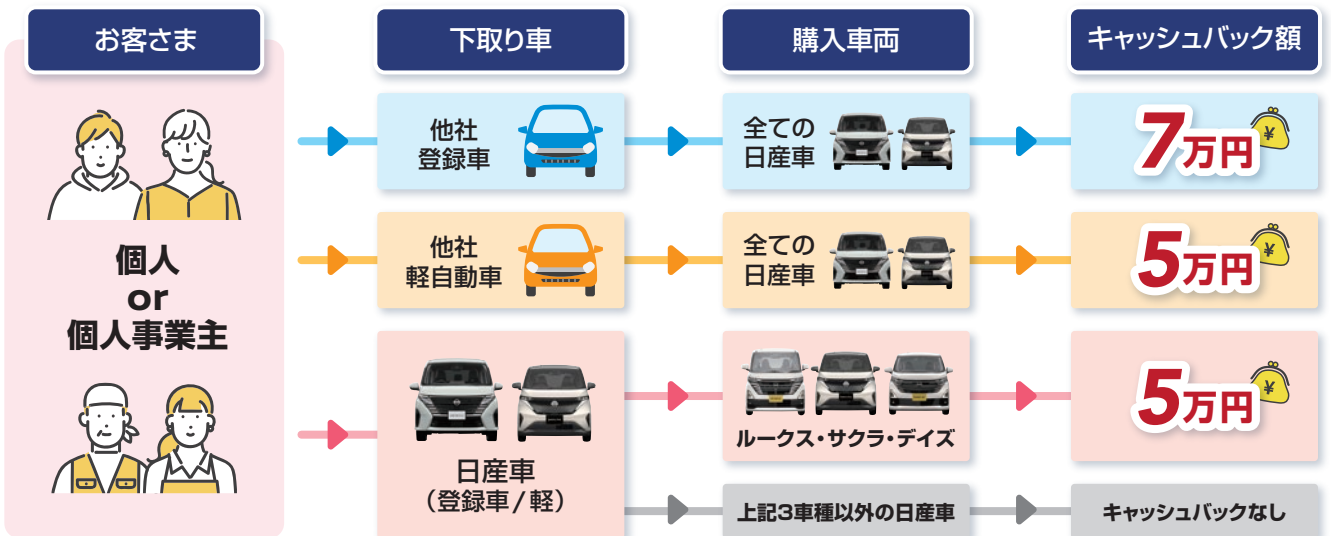 お客さま
下取り車
購入車両
キャッシュバック額
個人
or
個人事業主
他社
登録車
全ての
日産車
7万円
¥
他社
軽自動車
全ての
日産車
5万円
¥
日産車
（登録車/軽）
ルークス・サクラ・デイズ
5万円
¥
上記3車種以外の日産車
キャッシュバックなし